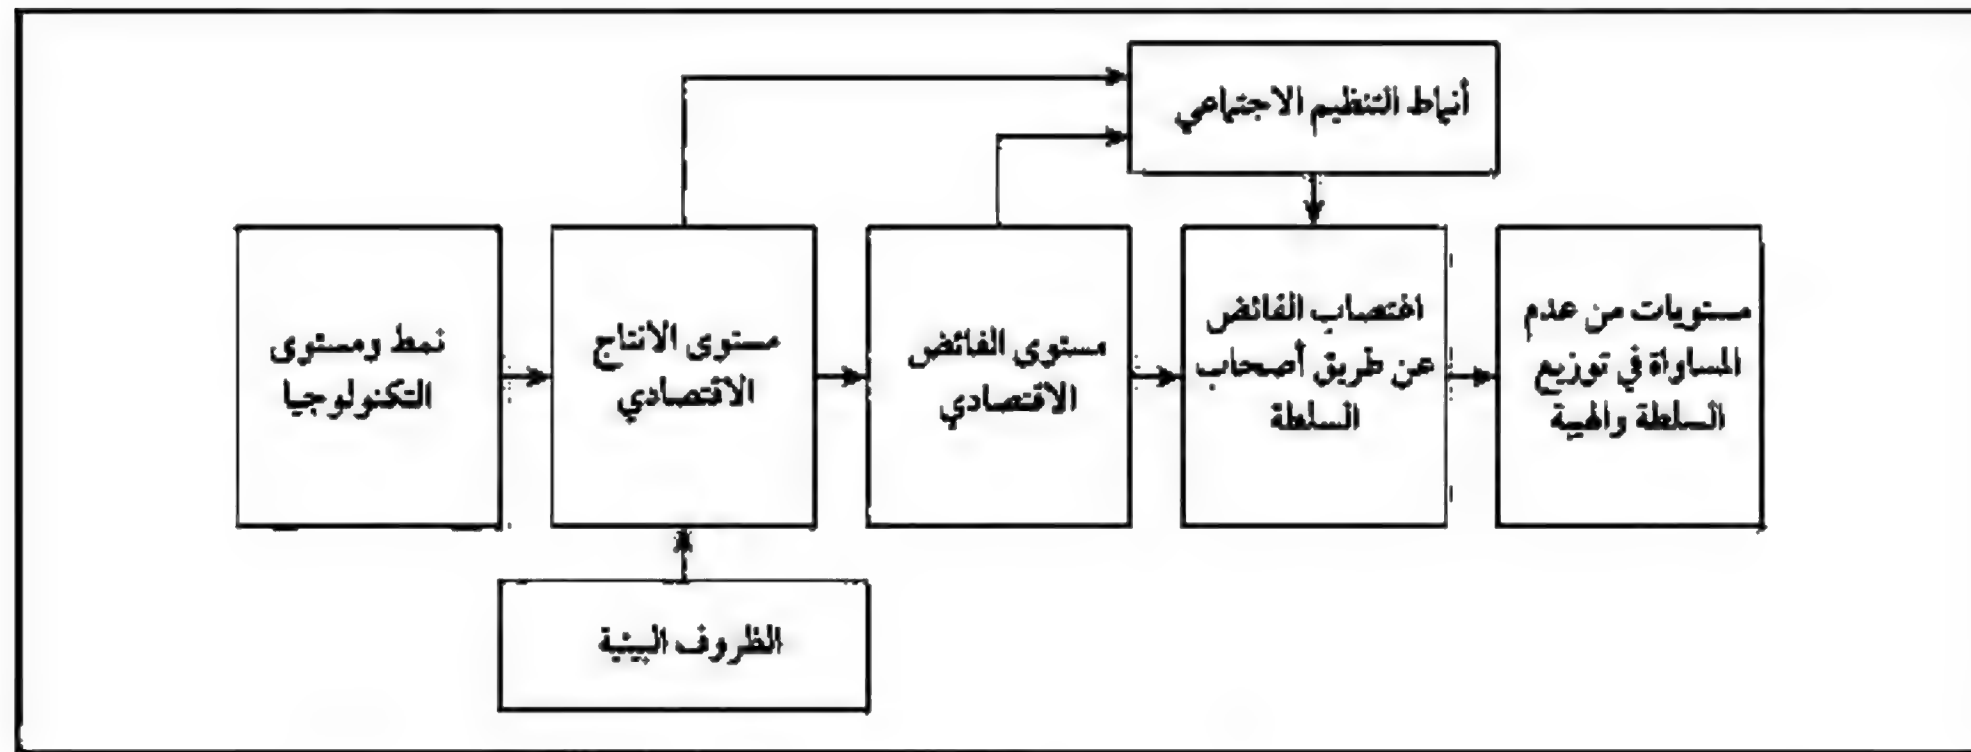 أنماط التنظيم الاجتماعي
نمط ومستوى
التكنولوجيا
مستوى الانتاج
الاقتصادي
مستوي الفائض
الاقتصادي
اغتصاب الفائض
عن طريق أصحاب
السلطة
مستويات من عدم
المساواة في توزيع
السلطة والهيبة
الظروف البيئية